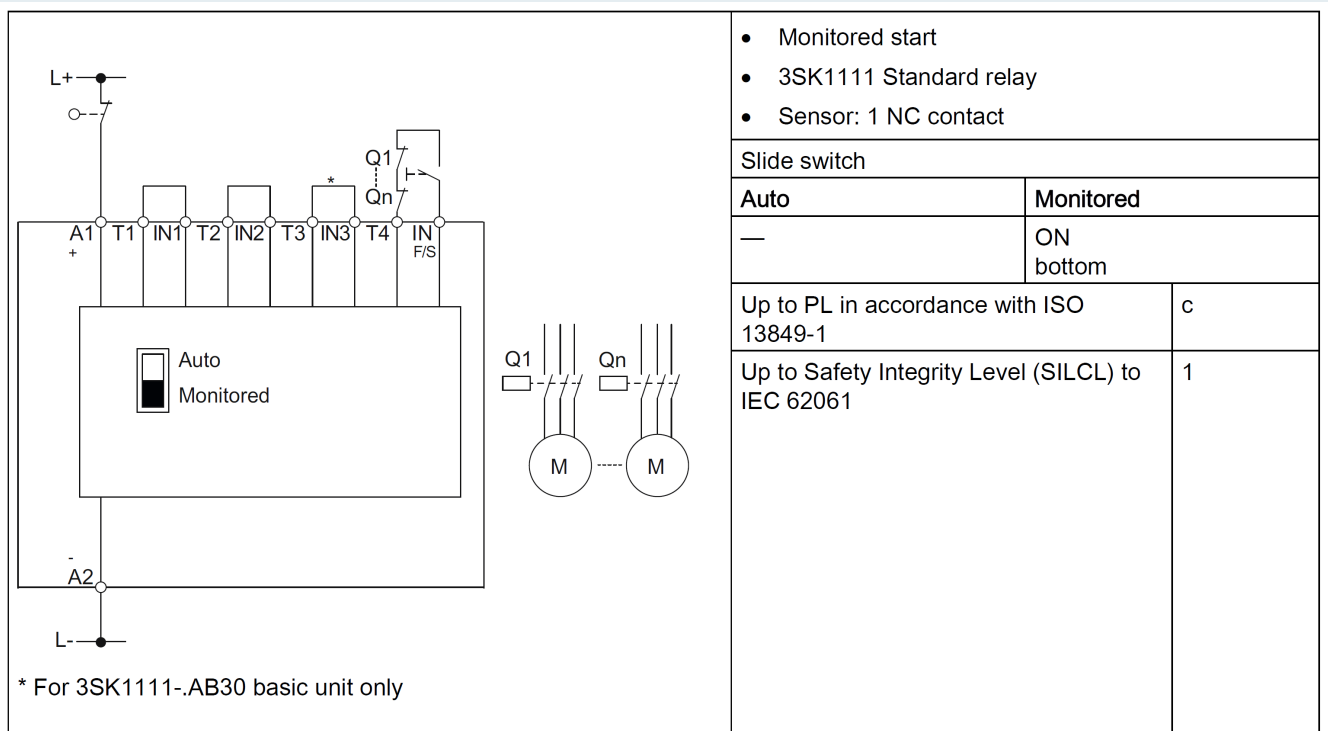 L+
Q1
*
Qn
A1 T1 IN1 T2 IN2 T3 IN3 T4 IN
+ F/S
Auto
Monitored
Q1 Qn
M M
-
A2
L-
* For 3SK1111-.AB30 basic unit only
• Monitored start
• 3SK1111 Standard relay
• Sensor: 1 NC contact
Slide switch
Auto Monitored
— ON
bottom
Up to PL in accordance with ISO c
13849-1
Up to Safety Integrity Level (SILCL) to 1
IEC 62061